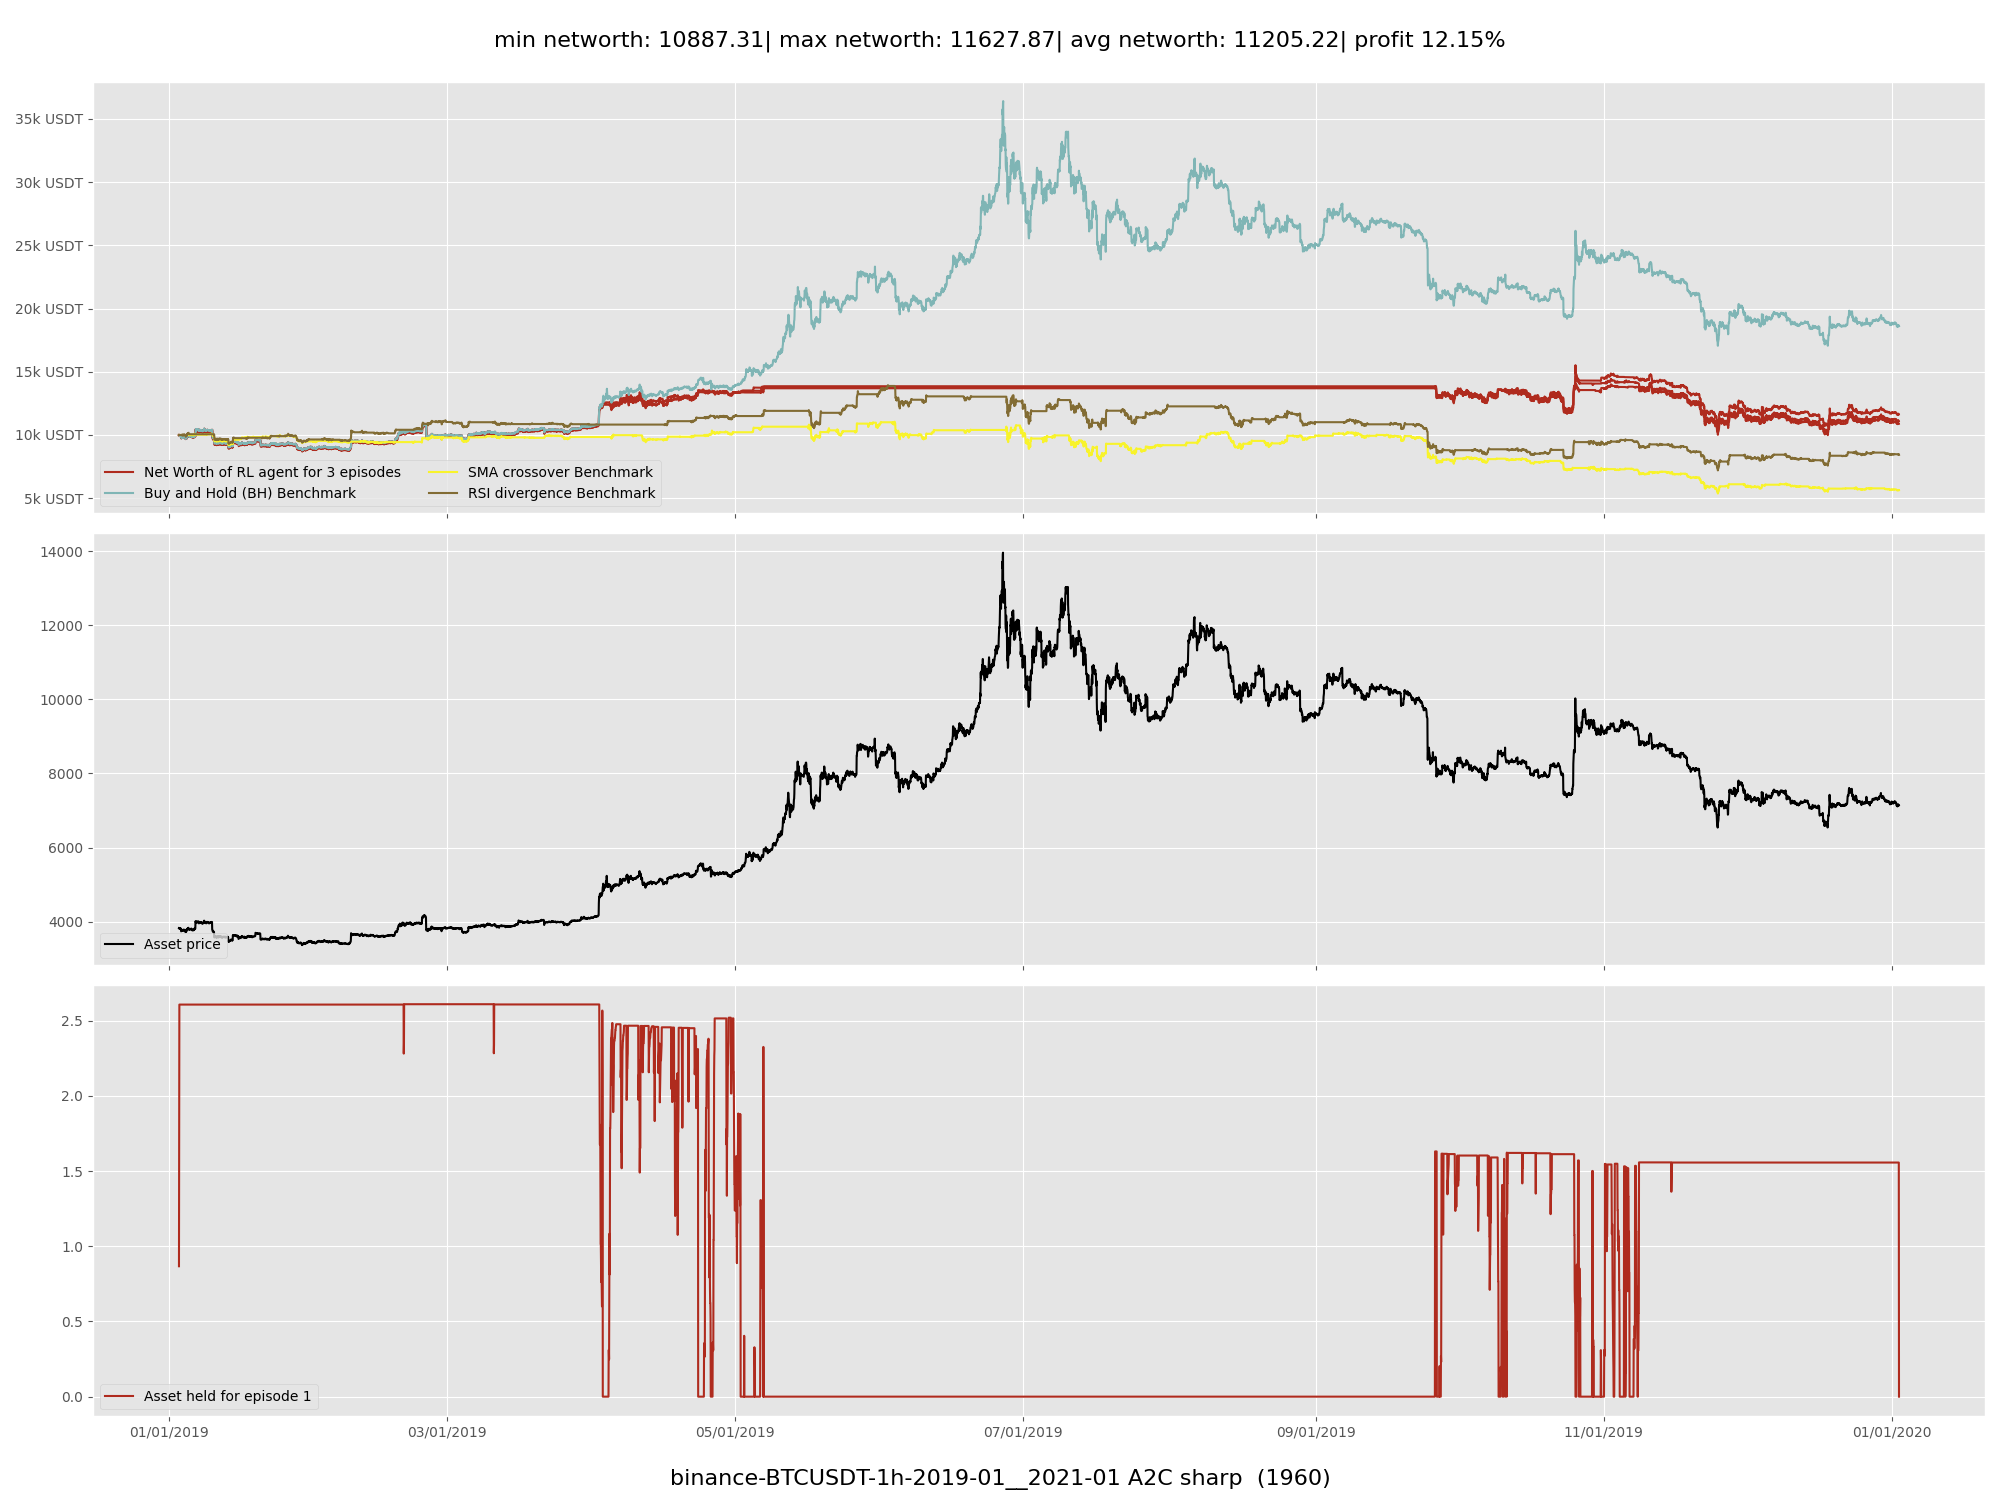 min networth: 10887.31| max networth: 11627.87| avg networth: 11205.22| profit 12.15%
35k USDT
30k USDT
25k USDT
20k USDT
15k USDT
10k USDT
5k USDT
Net Worth of RL agent for 3 episodes
Buy and Hold (BH) Benchmark
SMA crossover Benchmark
RSI divergence Benchmark
14000
12000
10000
8000
6000
4000
Asset price
2.5
2.0
1.5
1.0
0.5
0.0
Asset held for episode 1
01/01/2019
03/01/2019
05/01/2019
07/01/2019
09/01/2019
11/01/2019
01/01/2020
binance-BTCUSDT-1h-2019-01__2021-01 A2C sharp  (1960)